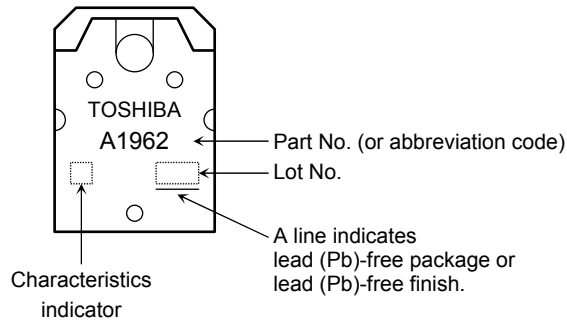 TOSHIBA
A1962
Part No. (or abbreviation code)
Lot No.
A line indicates
lead (Pb)-free package or
lead (Pb)-free finish.
Characteristics
indicator